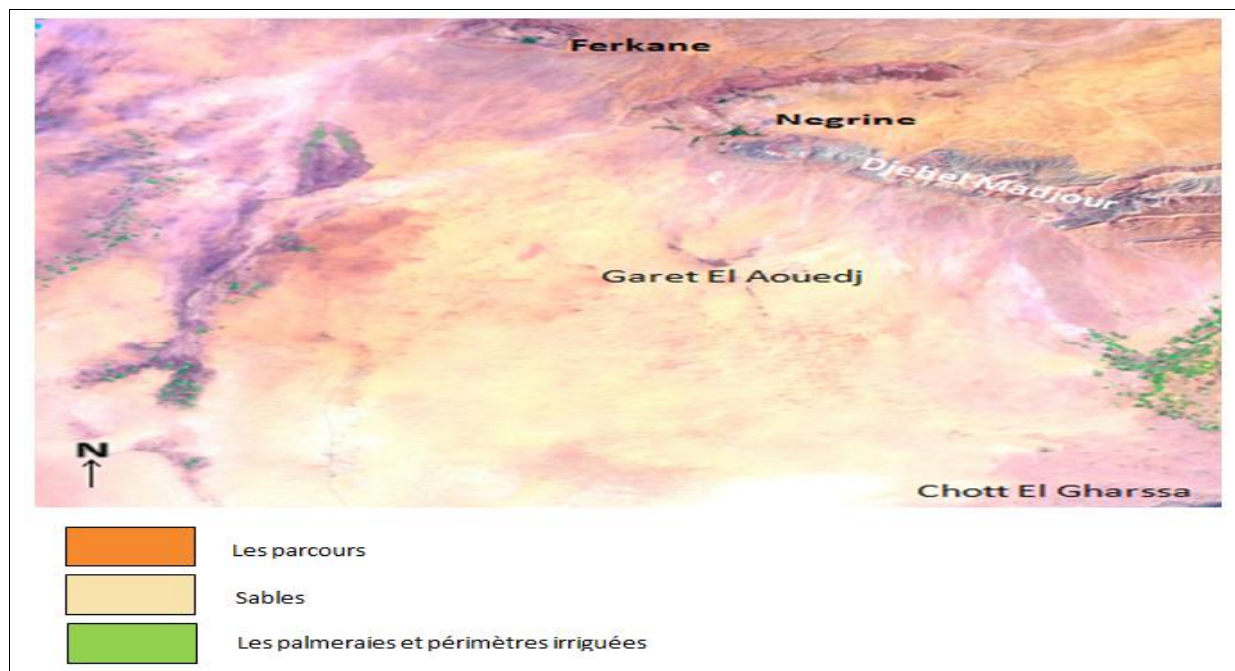 Ferkane
Negrine
Djebel Madjour
Garet El Aouedj
Chott El Gharssa
N
Les parcours
Sables
Les palmeraies et périmètres irriguées